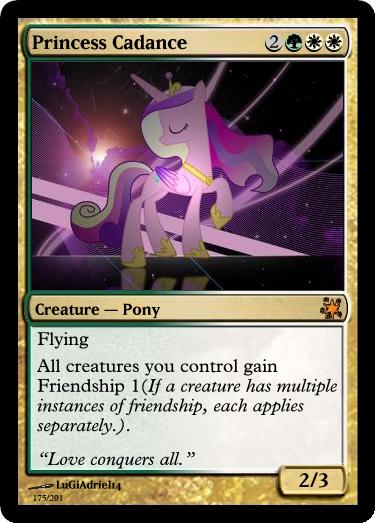 Princess Cadance 2
Creature — Pony
Flying
All creatures you control gain
Friendship 1(If a creature has multiple
instances of friendship, each applies
separately.).
“Love conquers all.”
LuGiAdriel14
2/3
175/201